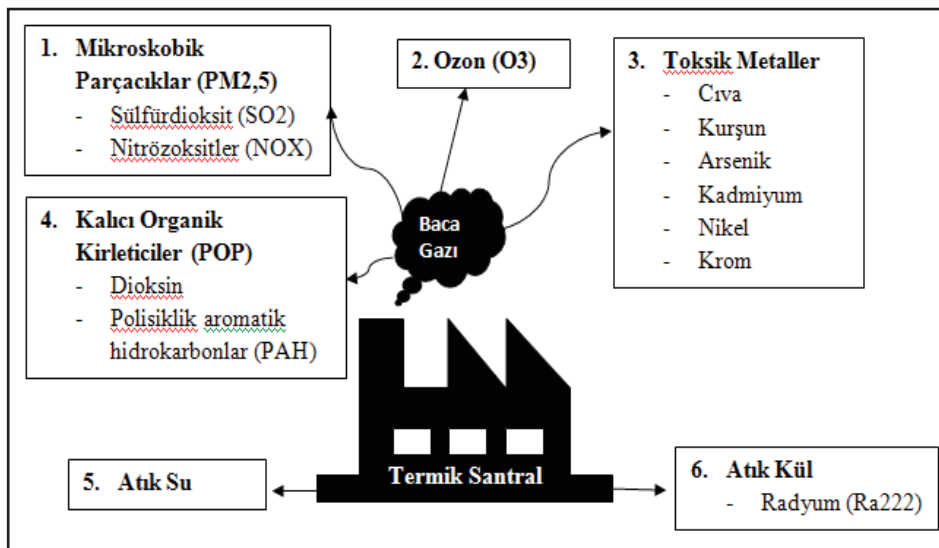 1. Mikroskobik
Parçacıklar (PM2,5)
- Sülfürdioksit (SO2)
- Nitrözoksitler (NOX)
2. Ozon (O3)
3. Toksik Metaller
- Cıva
- Kurşun
- Arsenik
- Kadmiyum
- Nikel
- Krom
4. Kalıcı Organik
Kirleticiler (POP)
- Dioksin
- Polisiklik aromatik
hidrokarbonlar (PAH)
Baca
Gazı
Termik Santral
5. Atık Su
6. Atık Kül
- Radyum (Ra222)